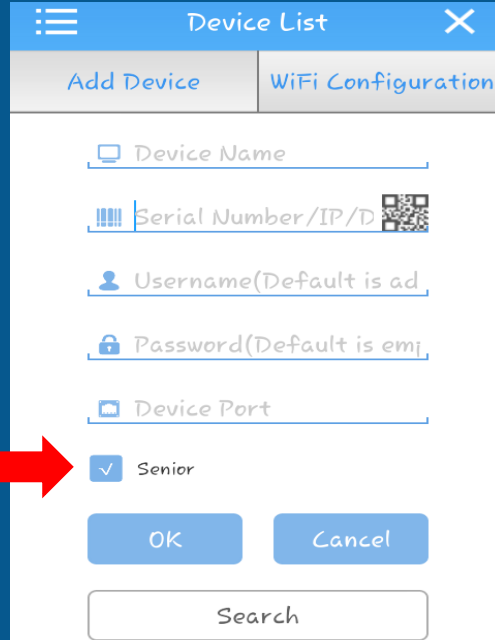 Device List
Add Device
WiFi Configuration
Device Name
Serial Number/IP/D
Username(Default is ad
Password(Default is em
Device Port
Senior
OK
Cancel
Search